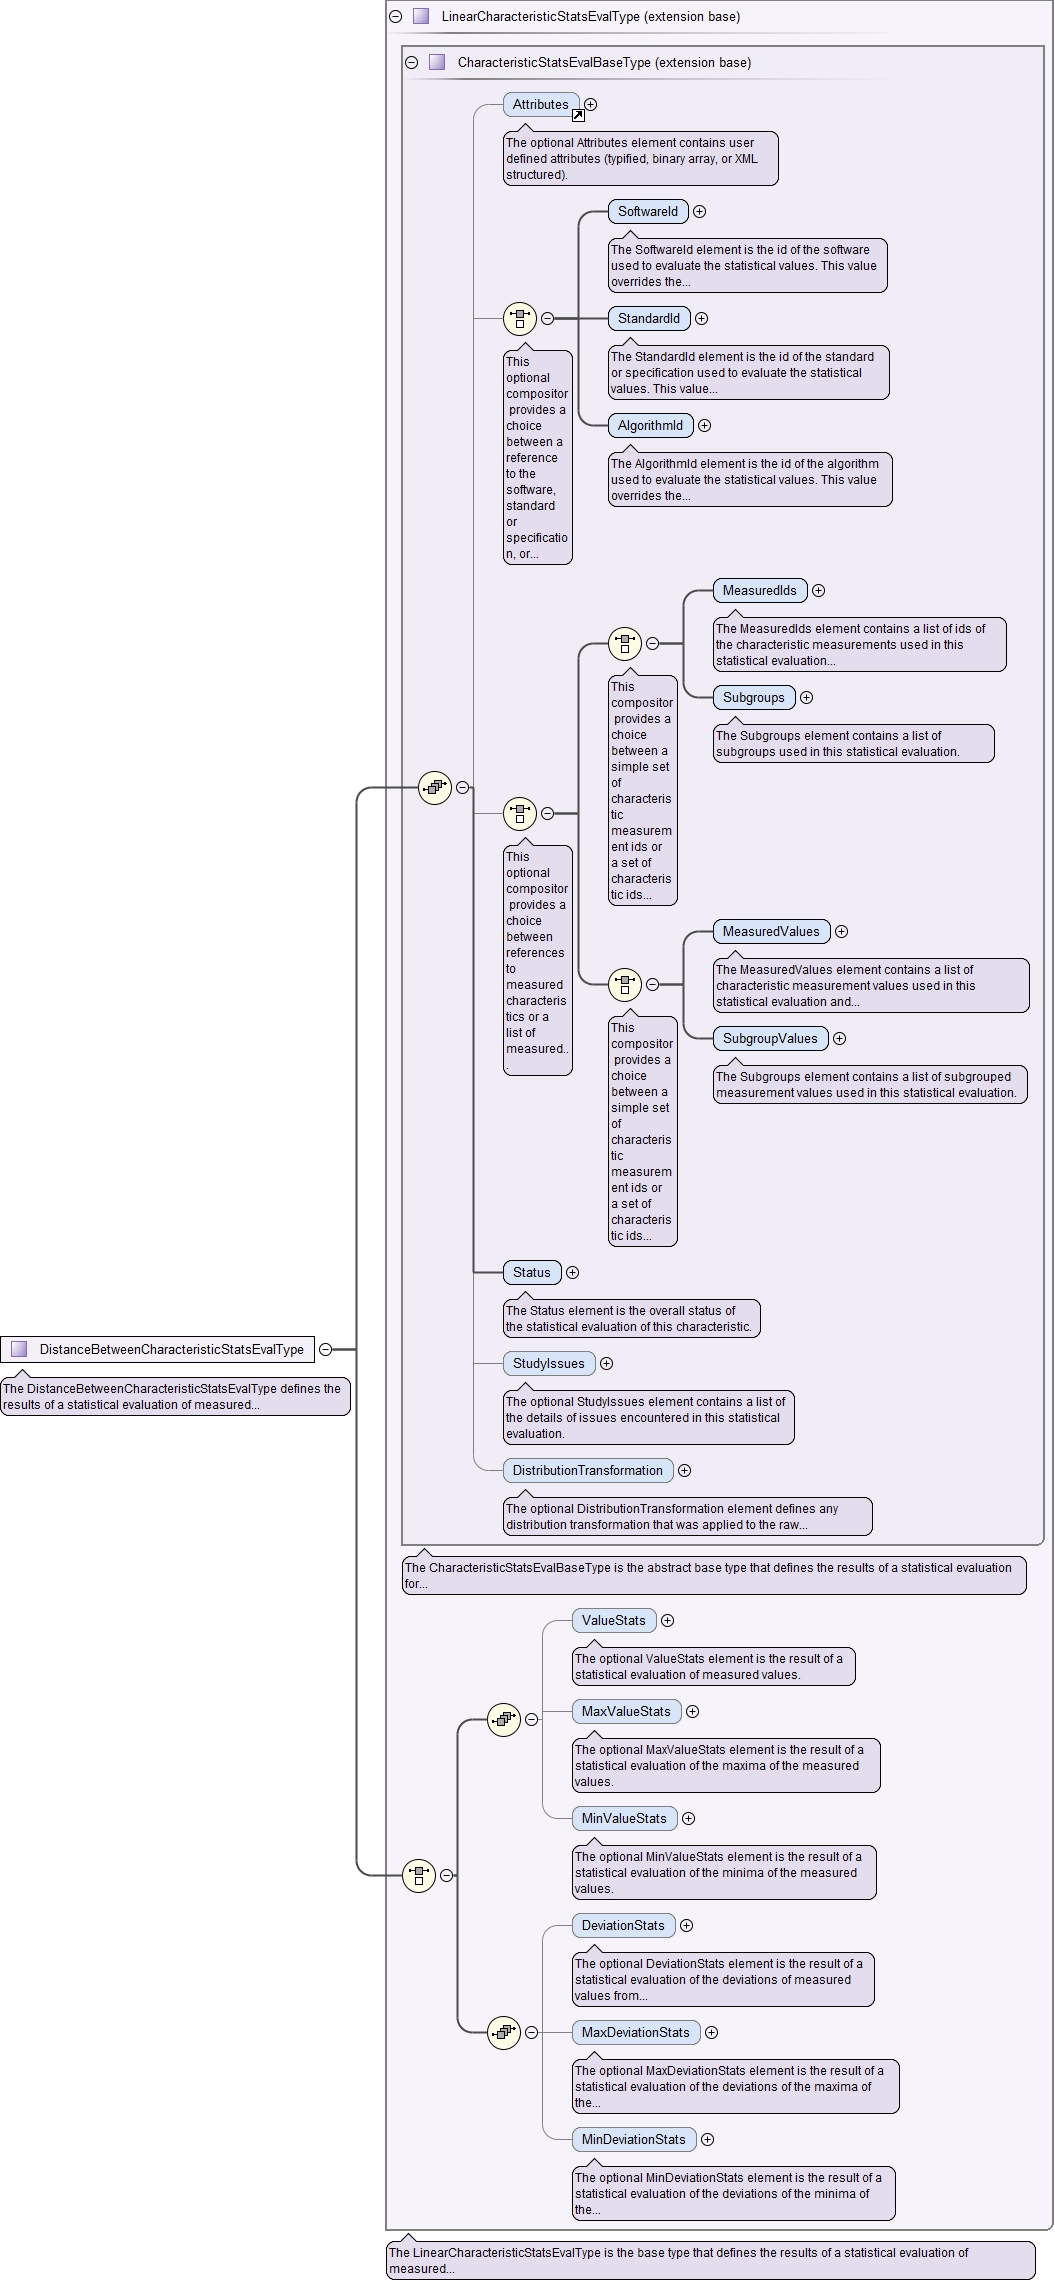 LinearCharacteristicStatsEvalType (extension base)
CharacteristicStatsEvalBaseType (extension base)
Attributes
The optional Attributes element contains user
defined attributes (typified, binary array, or XML
structured).
SoftwareId
The SoftwareId element is the id of the software
used to evaluate the statistical values. This value
overrides the...
StandardId
This
optional
compositor
provides a
choice
between a
reference
to the
software,
standard
or
specificatio
n, or...
The StandardId element is the id of the standard
or specification used to evaluate the statistical
values. This value...
AlgorithmId
The AlgorithmId element is the id of the algorithm
used to evaluate the statistical values. This value
overrides the...
MeasuredIds
The MeasuredIds element contains a list of ids of
the characteristic measurements used in this
statistical evaluation...
This
compositor
provides a
choice
between a
simple set
of
characteris
tic
measurem
ent ids or
a set of
characteris
tic ids...
Subgroups
The Subgroups element contains a list of
subgroups used in this statistical evaluation.
This
optional
compositor
provides a
choice
between
references
to
measured
characteris
tics or a
list of
measured..
.
MeasuredValues
The MeasuredValues element contains a list of
characteristic measurement values used in this
statistical evaluation and...
This
compositor
provides a
choice
between a
simple set
of
characteris
tic
measurem
ent ids or
a set of
characteris
tic ids...
SubgroupValues
The Subgroups element contains a list of subgrouped
measurement values used in this statistical evaluation.
Status
The Status element is the overall status of
the statistical evaluation of this characteristic.
DistanceBetweenCharacteristicStatsEvalType
The DistanceBetweenCharacteristicStatsEvalType defines the
results of a statistical evaluation of measured...
StudyIssues
The optional StudyIssues element contains a list of
the details of issues encountered in this statistical
evaluation.
DistributionTransformation
The optional DistributionTransformation element defines any
distribution transformation that was applied to the raw...
The CharacteristicStatsEvalBaseType is the abstract base type that defines the results of a statistical evaluation
for...
ValueStats
The optional ValueStats element is the result of a
statistical evaluation of measured values.
MaxValueStats
The optional MaxValueStats element is the result of a
statistical evaluation of the maxima of the measured
values.
MinValueStats
The optional MinValueStats element is the result of a
statistical evaluation of the minima of the measured
values.
DeviationStats
The optional DeviationStats element is the result of a
statistical evaluation of the deviations of measured
values from...
MaxDeviationStats
The optional MaxDeviationStats element is the result of a
statistical evaluation of the deviations of the maxima of
the...
MinDeviationStats
The optional MinDeviationStats element is the result of a
statistical evaluation of the deviations of the minima of
the...
The LinearCharacteristicStatsEvalType is the base type that defines the results of a statistical evaluation of
measured...